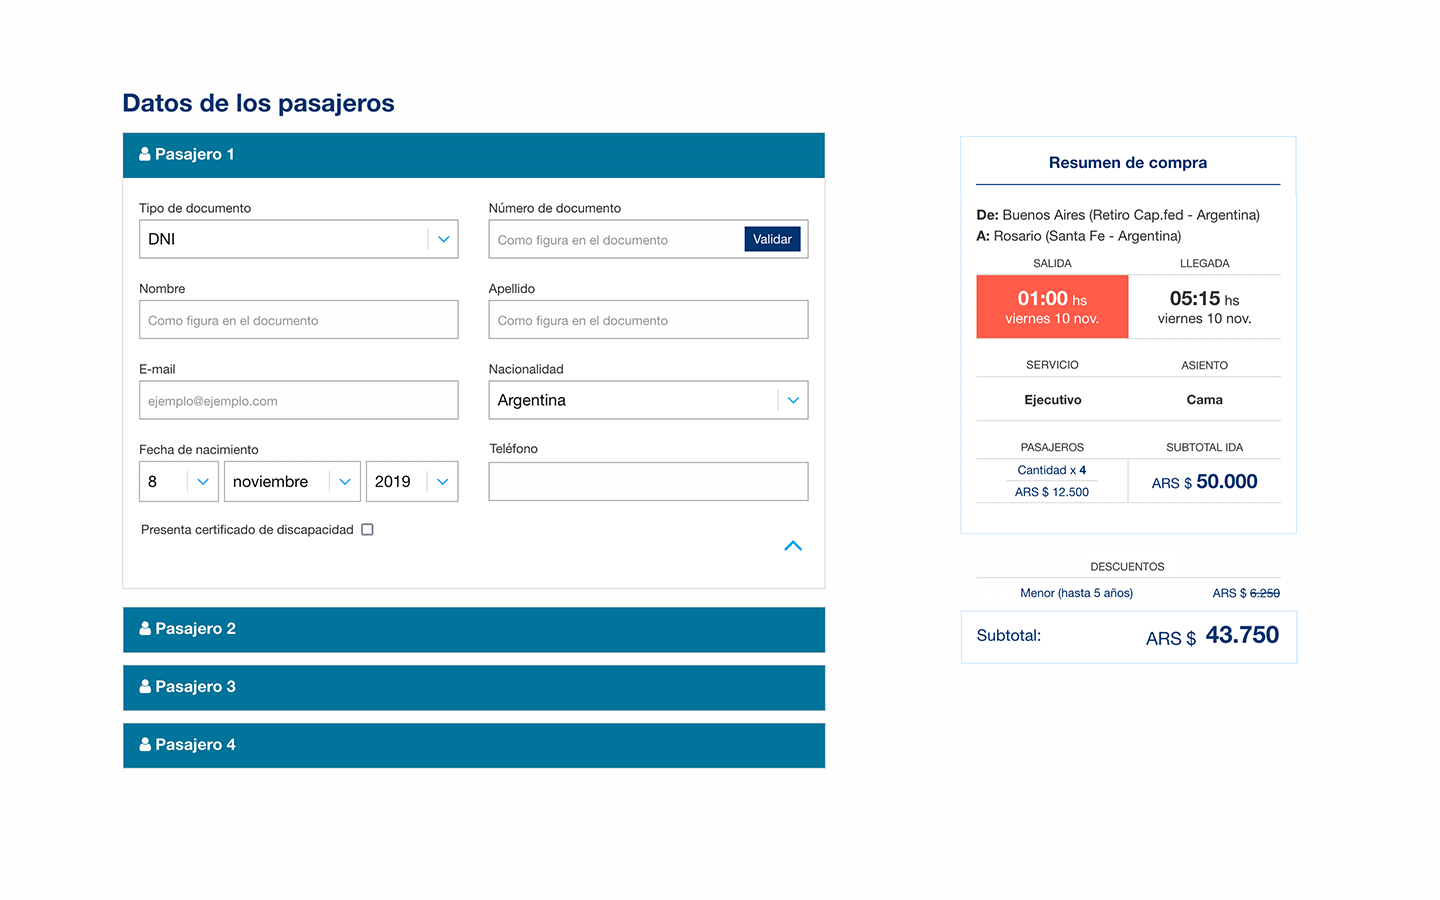 Datos de los pasajeros
Pasajero 1
Tipo de documento
DNI
Número de documento
Como figura en el documento
Validar
Nombre
Como figura en el documento
Apellido
Como figura en el documento
E-mail
ejemplo@ejemplo.com
Nacionalidad
Argentina
Fecha de nacimiento
8 noviembre 2019
Teléfono
Presenta certificado de discapacidad
Pasajero 2
Pasajero 3
Pasajero 4
Resumen de compra
De: Buenos Aires (Retiro Cap.fed - Argentina)
A: Rosario (Santa Fe - Argentina)
SALIDA
01:00 hs
viernes 10 nov.
LLEGADA
05:15 hs
viernes 10 nov.
SERVICIO
Ejecutivo
ASIENTO
Cama
PASAJEROS
Cantidad x 4
ARS $ 12.500
SUBTOTAL IDA
ARS $ 50.000
DESCUENTOS
Menor (hasta 5 años) ARS $ 6.250
Subtotal: ARS $ 43.750